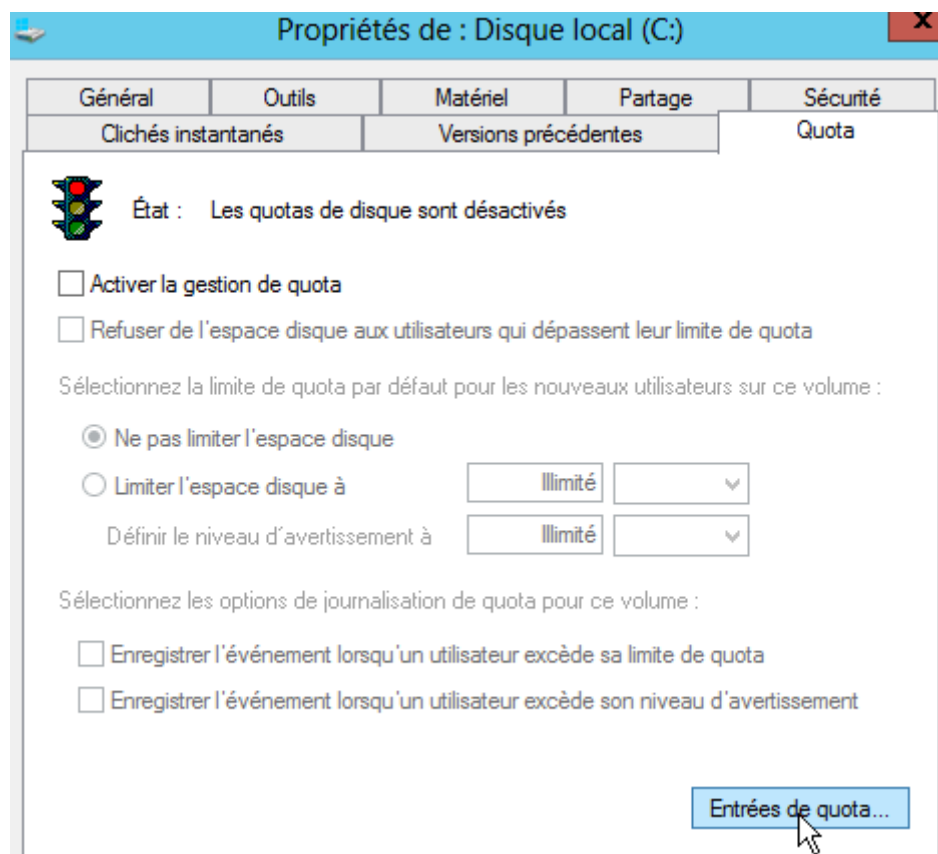 Propriétés de : Disque local (C:)
x
Général Outils Matériel Partage Sécurité
Clichés instantanés Versions précédentes Quota
État : Les quotas de disque sont désactivés
Activer la gestion de quota
Refuser de l'espace disque aux utilisateurs qui dépassent leur limite de quota
Sélectionnez la limite de quota par défaut pour les nouveaux utilisateurs sur ce volume :
Ne pas limiter l'espace disque
Limiter l'espace disque à Illimité
Définir le niveau d'avertissement à Illimité
Sélectionnez les options de journalisation de quota pour ce volume :
Enregistrer l'événement lorsqu'un utilisateur excède sa limite de quota
Enregistrer l'événement lorsqu'un utilisateur excède son niveau d'avertissement
Entrées de quota...